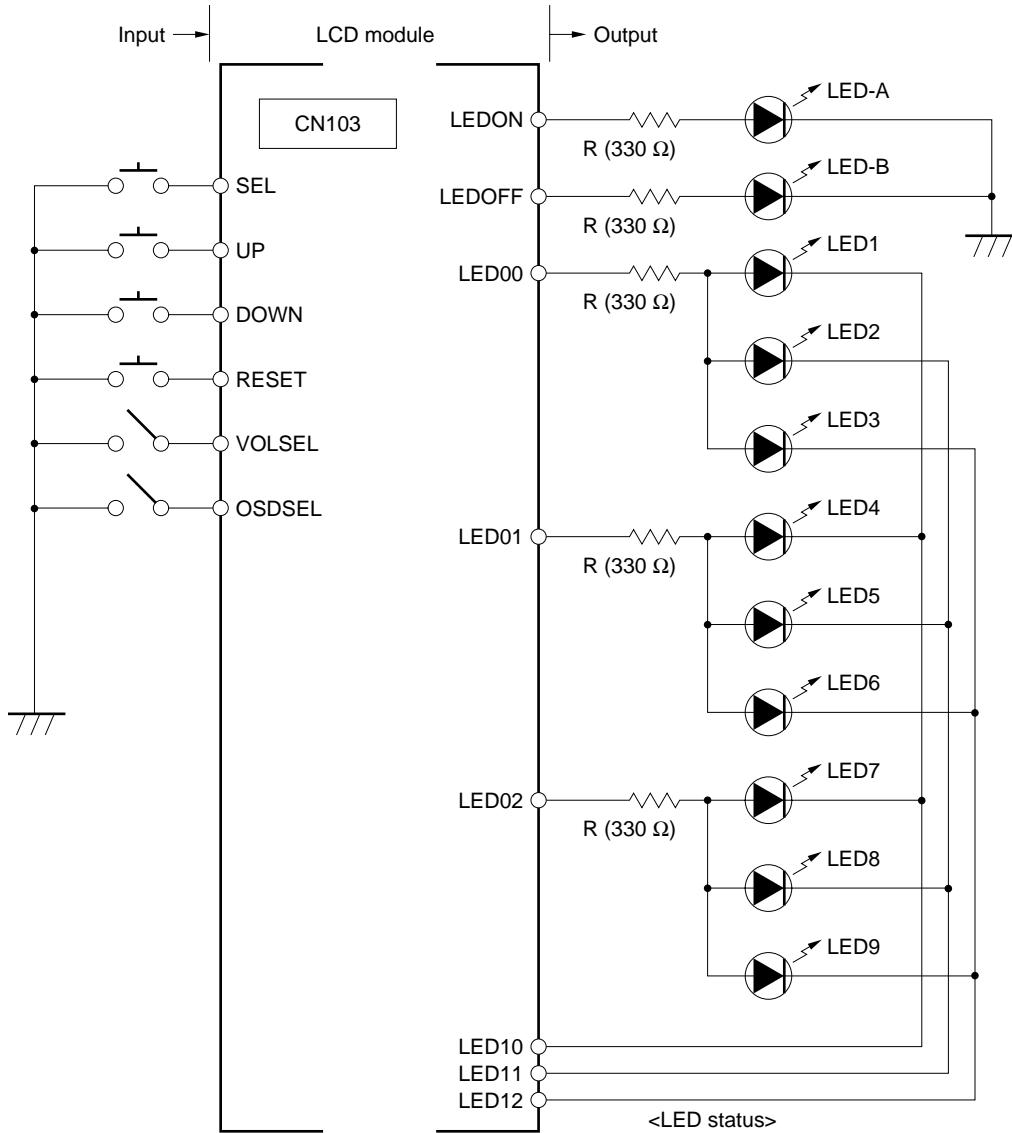 Input
LCD module
Output
CN103
LEDON
R (330 Ω)
LED-A
SEL
LEDOFF
R (330 Ω)
LED-B
UP
LED00
R (330 Ω)
LED1
DOWN
LED2
RESET
VOLSEL
LED3
OSDSEL
LED01
R (330 Ω)
LED4
LED5
LED6
LED02
R (330 Ω)
LED7
LED8
LED9
LED10
LED11
LED12
<LED status>